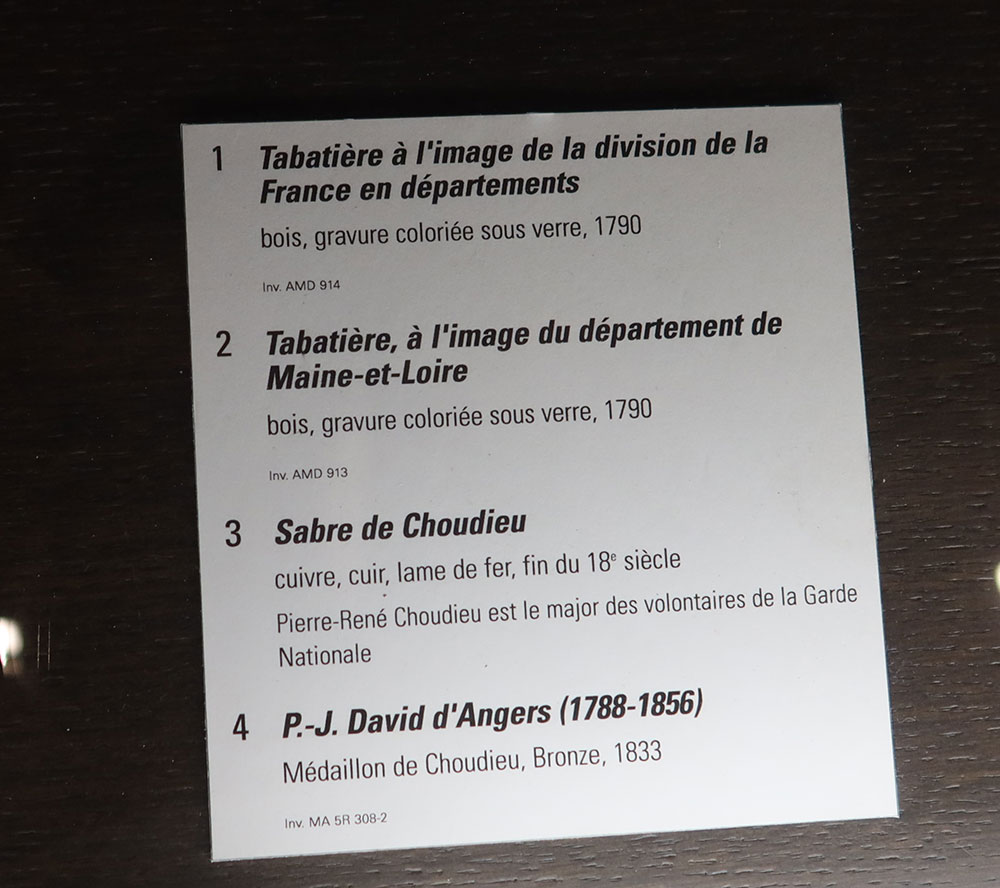 1 Tabatière à l'image de la division de la
France en départements
bois, gravure coloriée sous verre, 1790
Inv. AMD 914
2 Tabatière, à l'image du département de
Maine-et-Loire
bois, gravure coloriée sous verre, 1790
Inv. AMD 913
3 Sabre de Choudieu
cuivre, cuir, lame de fer, fin du 18e siècle
Pierre-René Choudieu est le major des volontaires de la Garde
Nationale
4 P.-J. David d'Angers (1788-1856)
Médaillon de Choudieu, Bronze, 1833
Inv. MA 5R 308-2